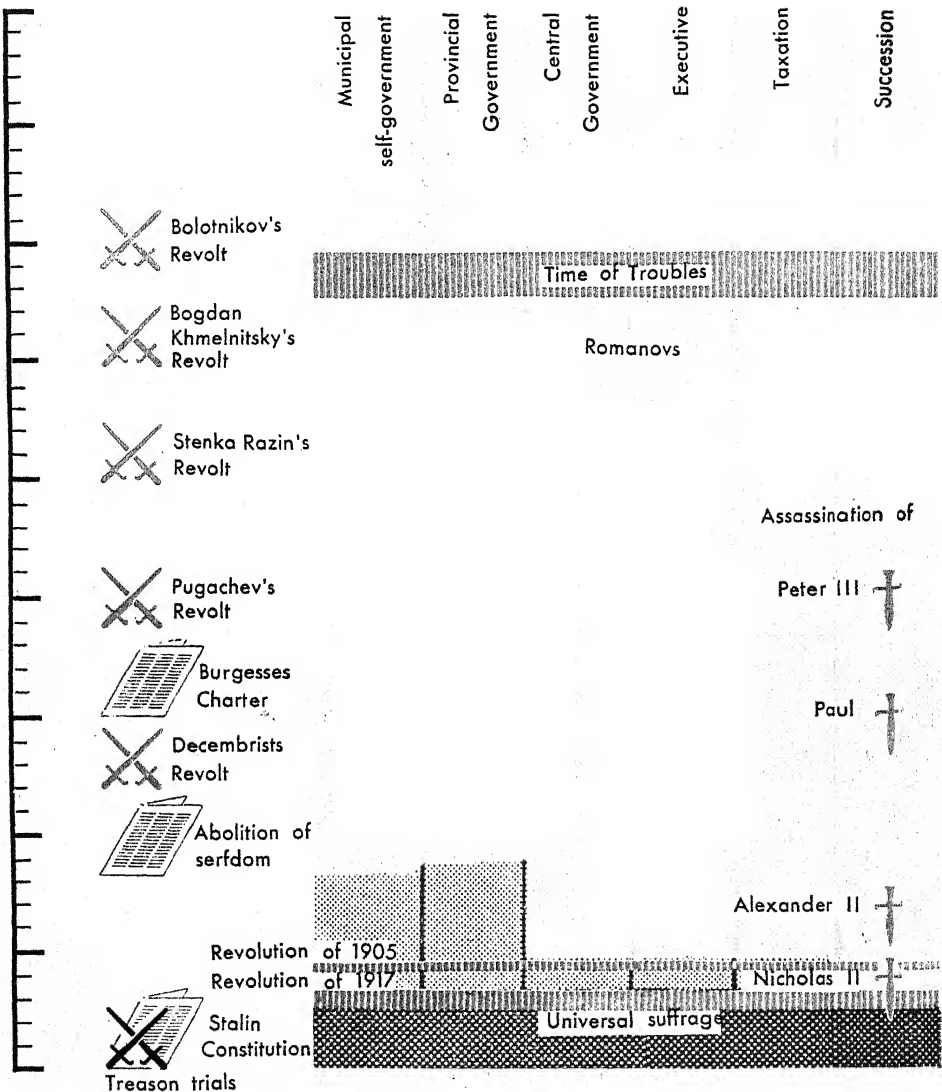 Municipal
self-government
Provincial
Government
Central
Government
Executive
Taxation
Succession
Bolotnikov's
Revolt
Time of Troubles
Bogdan
Khmelnitsky's
Revolt
Romanovs
Stenka Razin's
Revolt
Assassination of
Pugachev's
Revolt
Peter III
Burgesses
Charter
Paul
Decembrists
Revolt
Abolition of
serfdom
Alexander II
Revolution of 1905
Revolution of 1917
Nicholas II
Stalin
Constitution
Universal suffrage
Treason trials